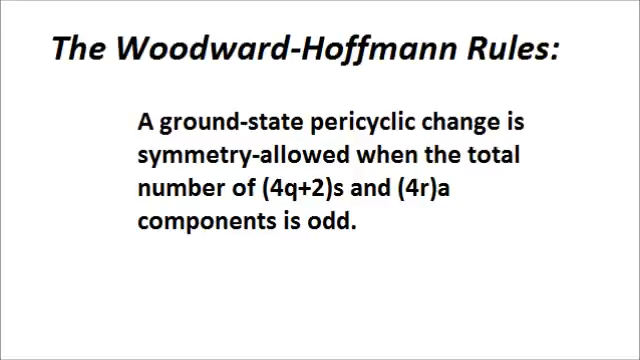 The Woodward-Hoffmann Rules:
A ground-state pericyclic change is
symmetry-allowed when the total
number of (4q+2)s and (4r)a
components is odd.